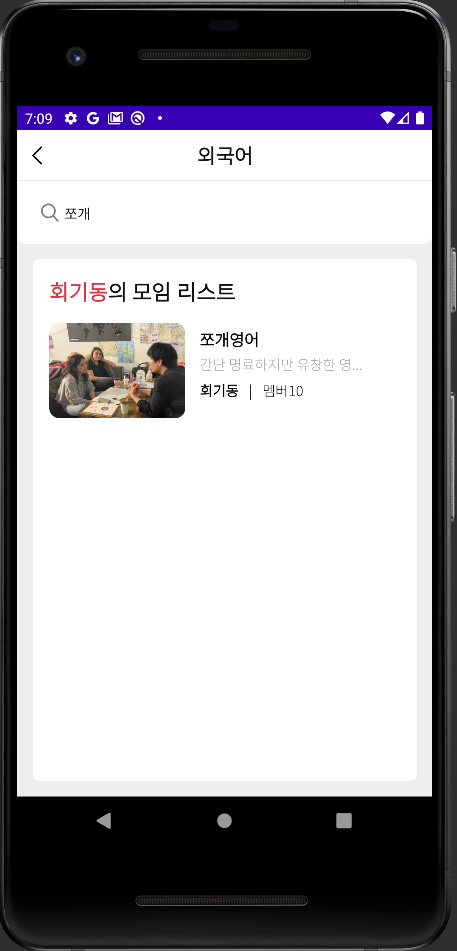 7:09
외국어
쪼개
회기동의 모임 리스트
쪼개영어
간단 명료하지만 유창한 영...
회기동 | 멤버10